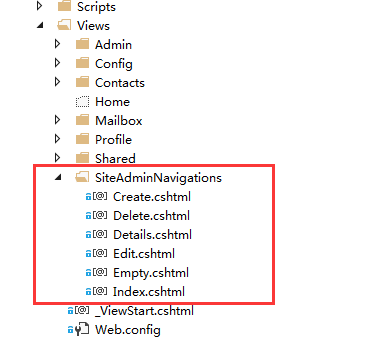 Scripts
Views
Admin
Config
Contacts
Home
Mailbox
Profile
Shared
SiteAdminNavigations
Create.cshtml
Delete.cshtml
Details.cshtml
Edit.cshtml
Empty.cshtml
Index.cshtml
_ViewStart.cshtml
Web.config